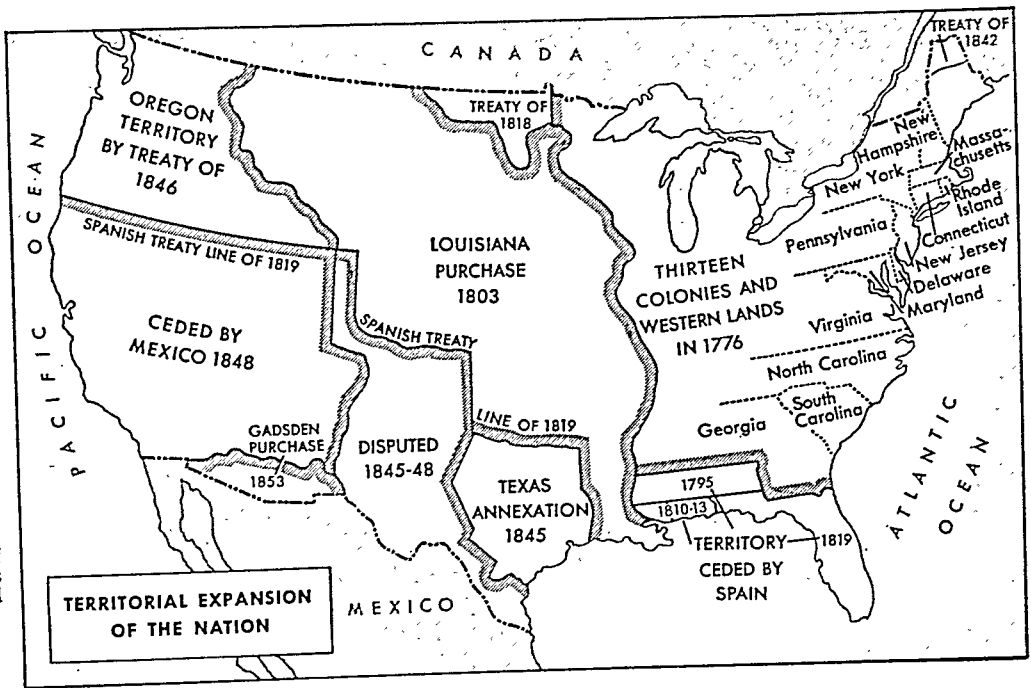 CANADA
TREATY OF
1842
OREGON
TERRITORY
BY TREATY OF
1846
TREATY OF
1818
PACIFIC OCEAN
SPANISH TREATY LINE OF 1819
LOUISIANA
PURCHASE
1803
THIRTEEN
COLONIES AND
WESTERN LANDS
IN 1776
New
Hampshire
Massa-
chusetts
New York
Rhode
Island
Connecticut
Pennsylvania
New Jersey
Delaware
Maryland
Virginia
North Carolina
South
Carolina
Georgia
CEDED BY
MEXICO 1848
SPANISH TREATY
LINE OF 1819
GADSDEN
PURCHASE
1853
DISPUTED
1845-48
TEXAS
ANNEXATION
1845
1795
1810-13
1819
TERRITORY
CEDED BY
SPAIN
ATLANTIC
OCEAN
MEXICO
TERRITORIAL EXPANSION
OF THE NATION